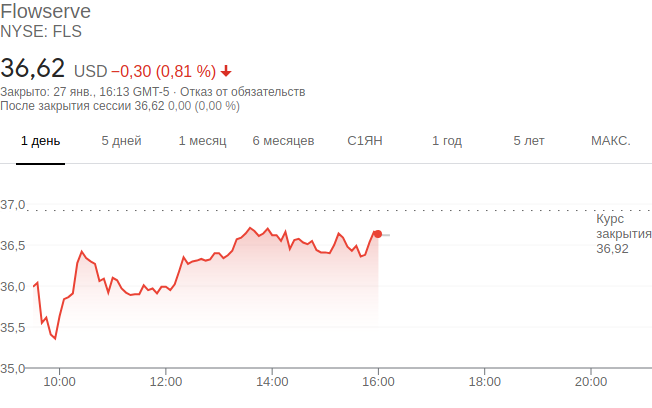 Flowserve
NYSE: FLS
36,62 USD −0,30 (0,81 %)
Закрыто: 27 янв., 16:13 GMT-5 · Отказ от обязательств
После закрытия сессии 36,62 0,00 (0,00 %)
1 день 5 дней 1 месяц 6 месяцев С1ЯН 1 год 5 лет МАКС.
37,0
Курс
закрытия
36,92
36,5
36,0
35,5
35,0
10:00 12:00 14:00 16:00 18:00 20:00